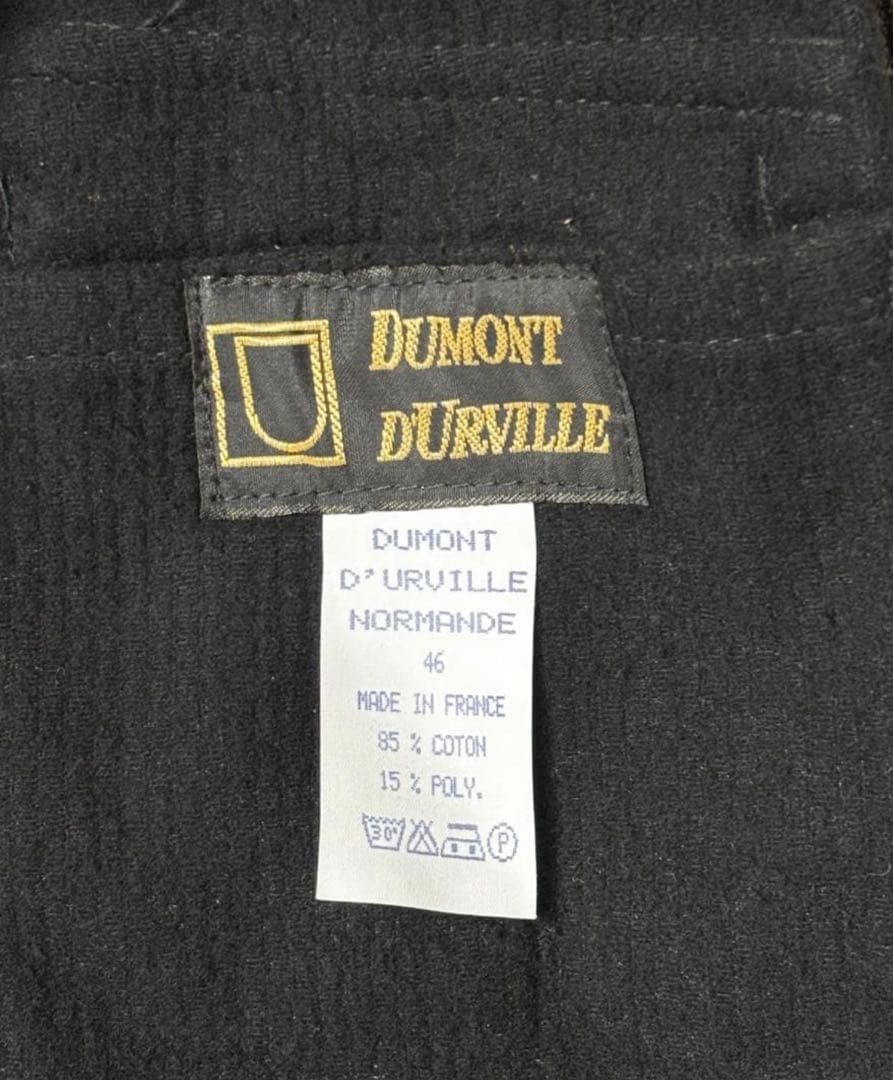 DUMONT
D'URVILLE
DUMONT
D'URVILLE
NORMANDE
46
MADE IN FRANCE
85 % COTON
15 % POLY.
30° P